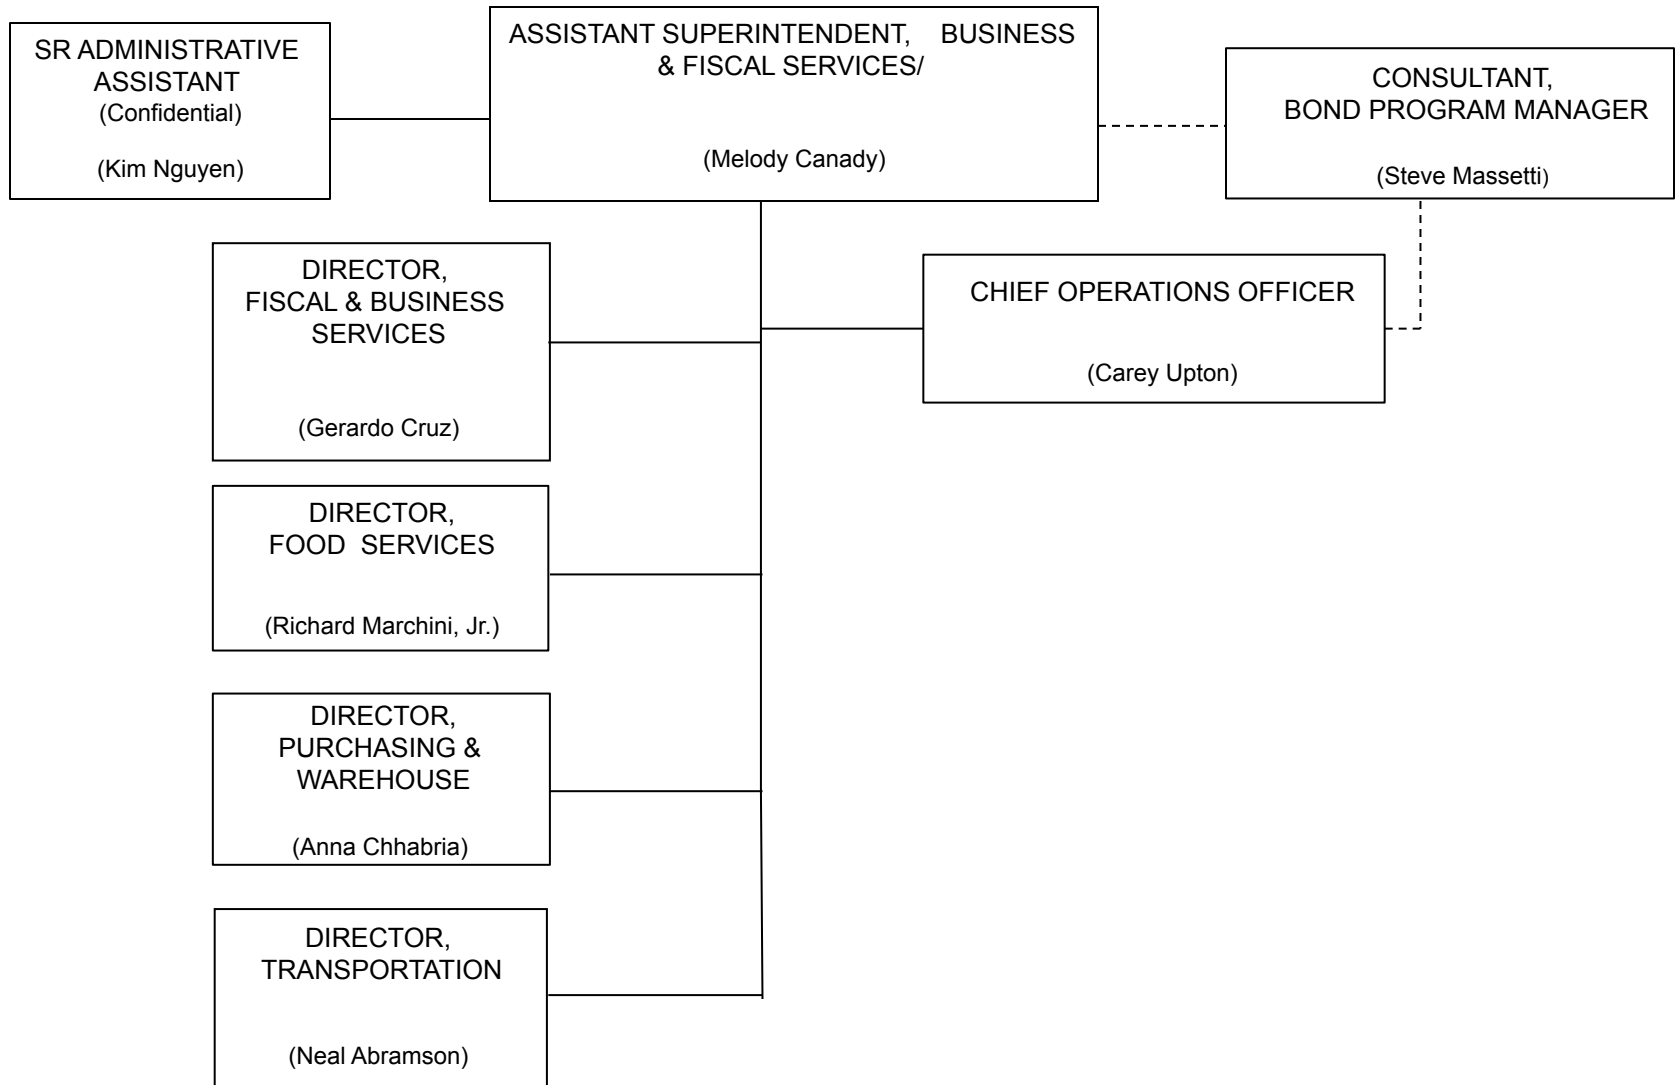 SR ADMINISTRATIVE
ASSISTANT
(Confidential)
(Kim Nguyen)
ASSISTANT SUPERINTENDENT, BUSINESS
& FISCAL SERVICES/
(Melody Canady)
CONSULTANT,
BOND PROGRAM MANAGER
(Steve Massetti)
DIRECTOR,
FISCAL & BUSINESS
SERVICES
(Gerardo Cruz)
CHIEF OPERATIONS OFFICER
(Carey Upton)
DIRECTOR,
FOOD SERVICES
(Richard Marchini, Jr.)
DIRECTOR,
PURCHASING &
WAREHOUSE
(Anna Chhabria)
DIRECTOR,
TRANSPORTATION
(Neal Abramson)